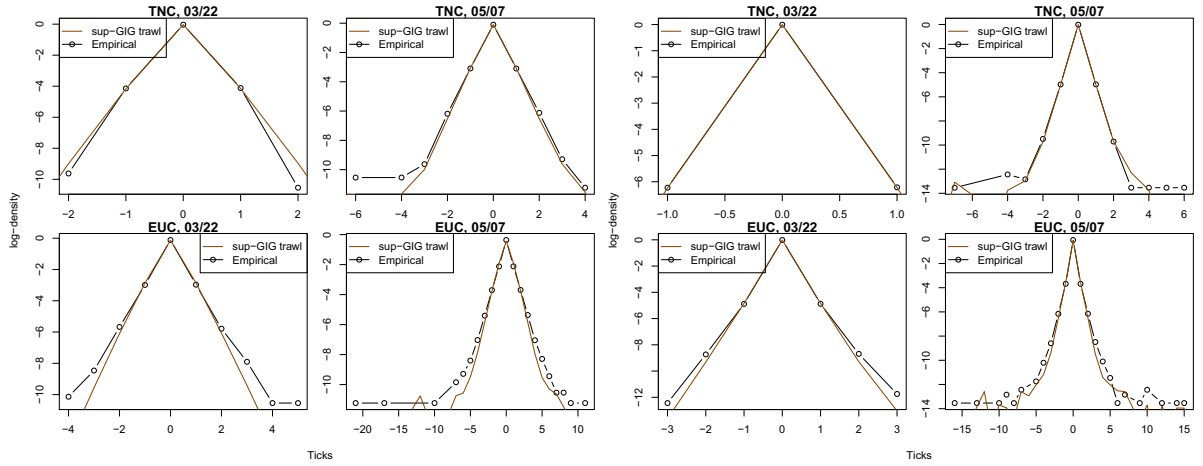 TNC, 03/22
sup-GIG trawl
Empirical
0
−2
−4
−6
−8
−10
−2 −1 0 1 2
TNC, 05/07
sup-GIG trawl
Empirical
0
−2
−4
−6
−8
−10
−6 −4 −2 0 2 4
EUC, 03/22
sup-GIG trawl
Empirical
0
−2
−4
−6
−8
−10
−4 −2 0 2 4
EUC, 05/07
sup-GIG trawl
Empirical
0
−2
−4
−6
−8
−10
−20 −15 −10 −5 0 5 10
log−density
Ticks
TNC, 03/22
sup-GIG trawl
Empirical
0
−1
−2
−3
−4
−5
−6
−1.0 −0.5 0.0 0.5 1.0
TNC, 05/07
sup-GIG trawl
Empirical
0
−2
−6
−10
−14
−6 −4 −2 0 2 4 6
EUC, 03/22
sup-GIG trawl
Empirical
0
−2
−4
−6
−8
−12
−3 −2 −1 0 1 2 3
EUC, 05/07
sup-GIG trawl
Empirical
0
−2
−6
−10
−14
−15 −10 −5 0 5 10 15
log−density
Ticks